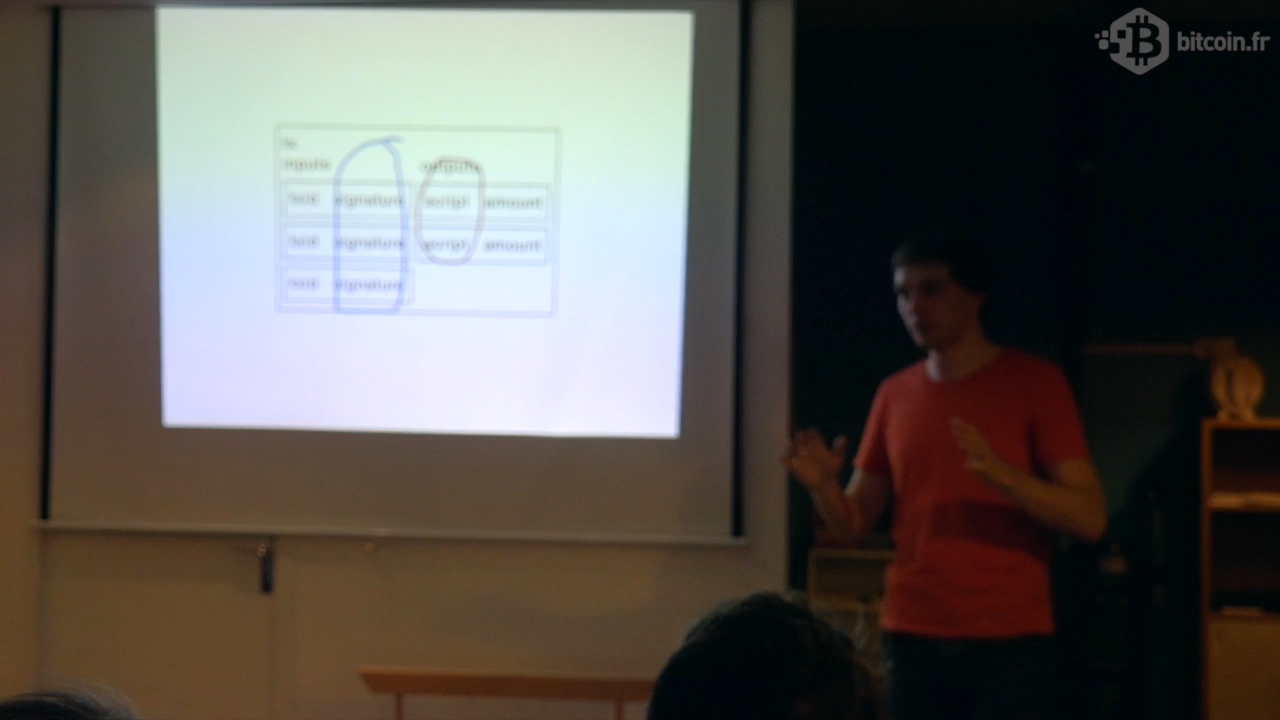 bitcoin.fr
Tx
inputs outputs
txid signature script amount
txid signature script amount
txid signature